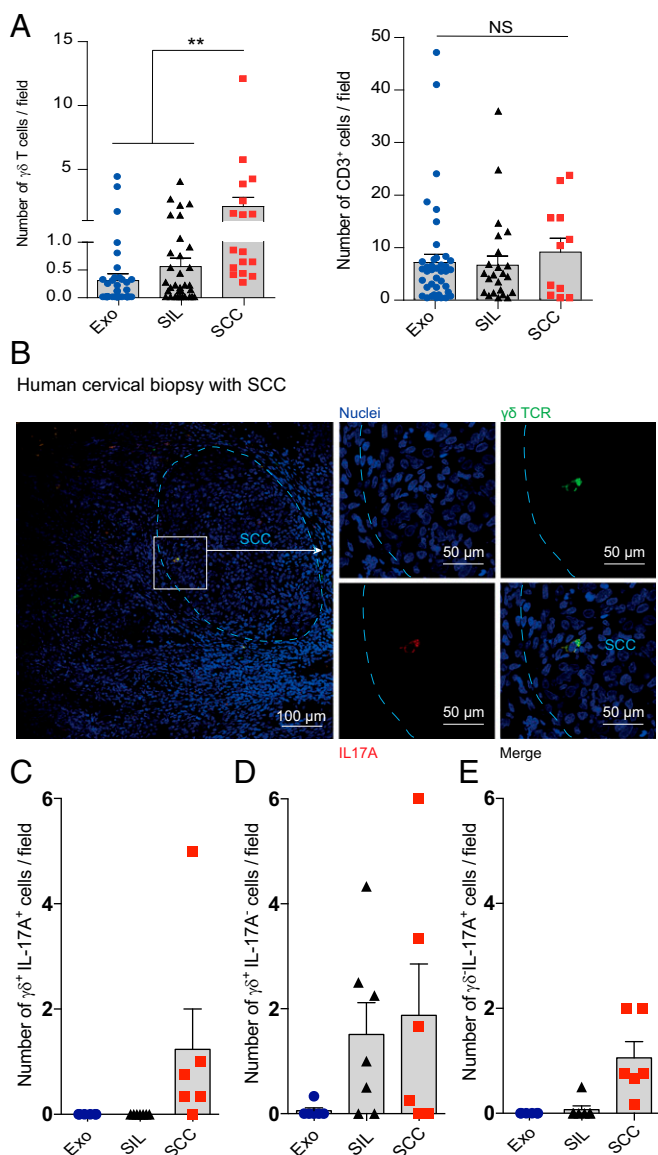 A
Number of γδ T cells / field
15
10
5
1.0
0.5
0.0
**
Exo
SIL
SCC
Number of CD3⁺ cells / field
50
40
30
20
10
0
NS
Exo
SIL
SCC
B
Human cervical biopsy with SCC
SCC
100 µm
Nuclei
50 µm
γδ TCR
50 µm
50 µm
IL17A
SCC
50 µm
Merge
C
Number of γδ⁺ IL-17A⁺ cells / field
6
4
2
0
Exo
SIL
SCC
D
Number of γδ⁺ IL-17A⁻ cells / field
6
4
2
0
Exo
SIL
SCC
E
Number of γδ⁻IL-17A⁺ cells / field
6
4
2
0
Exo
SIL
SCC